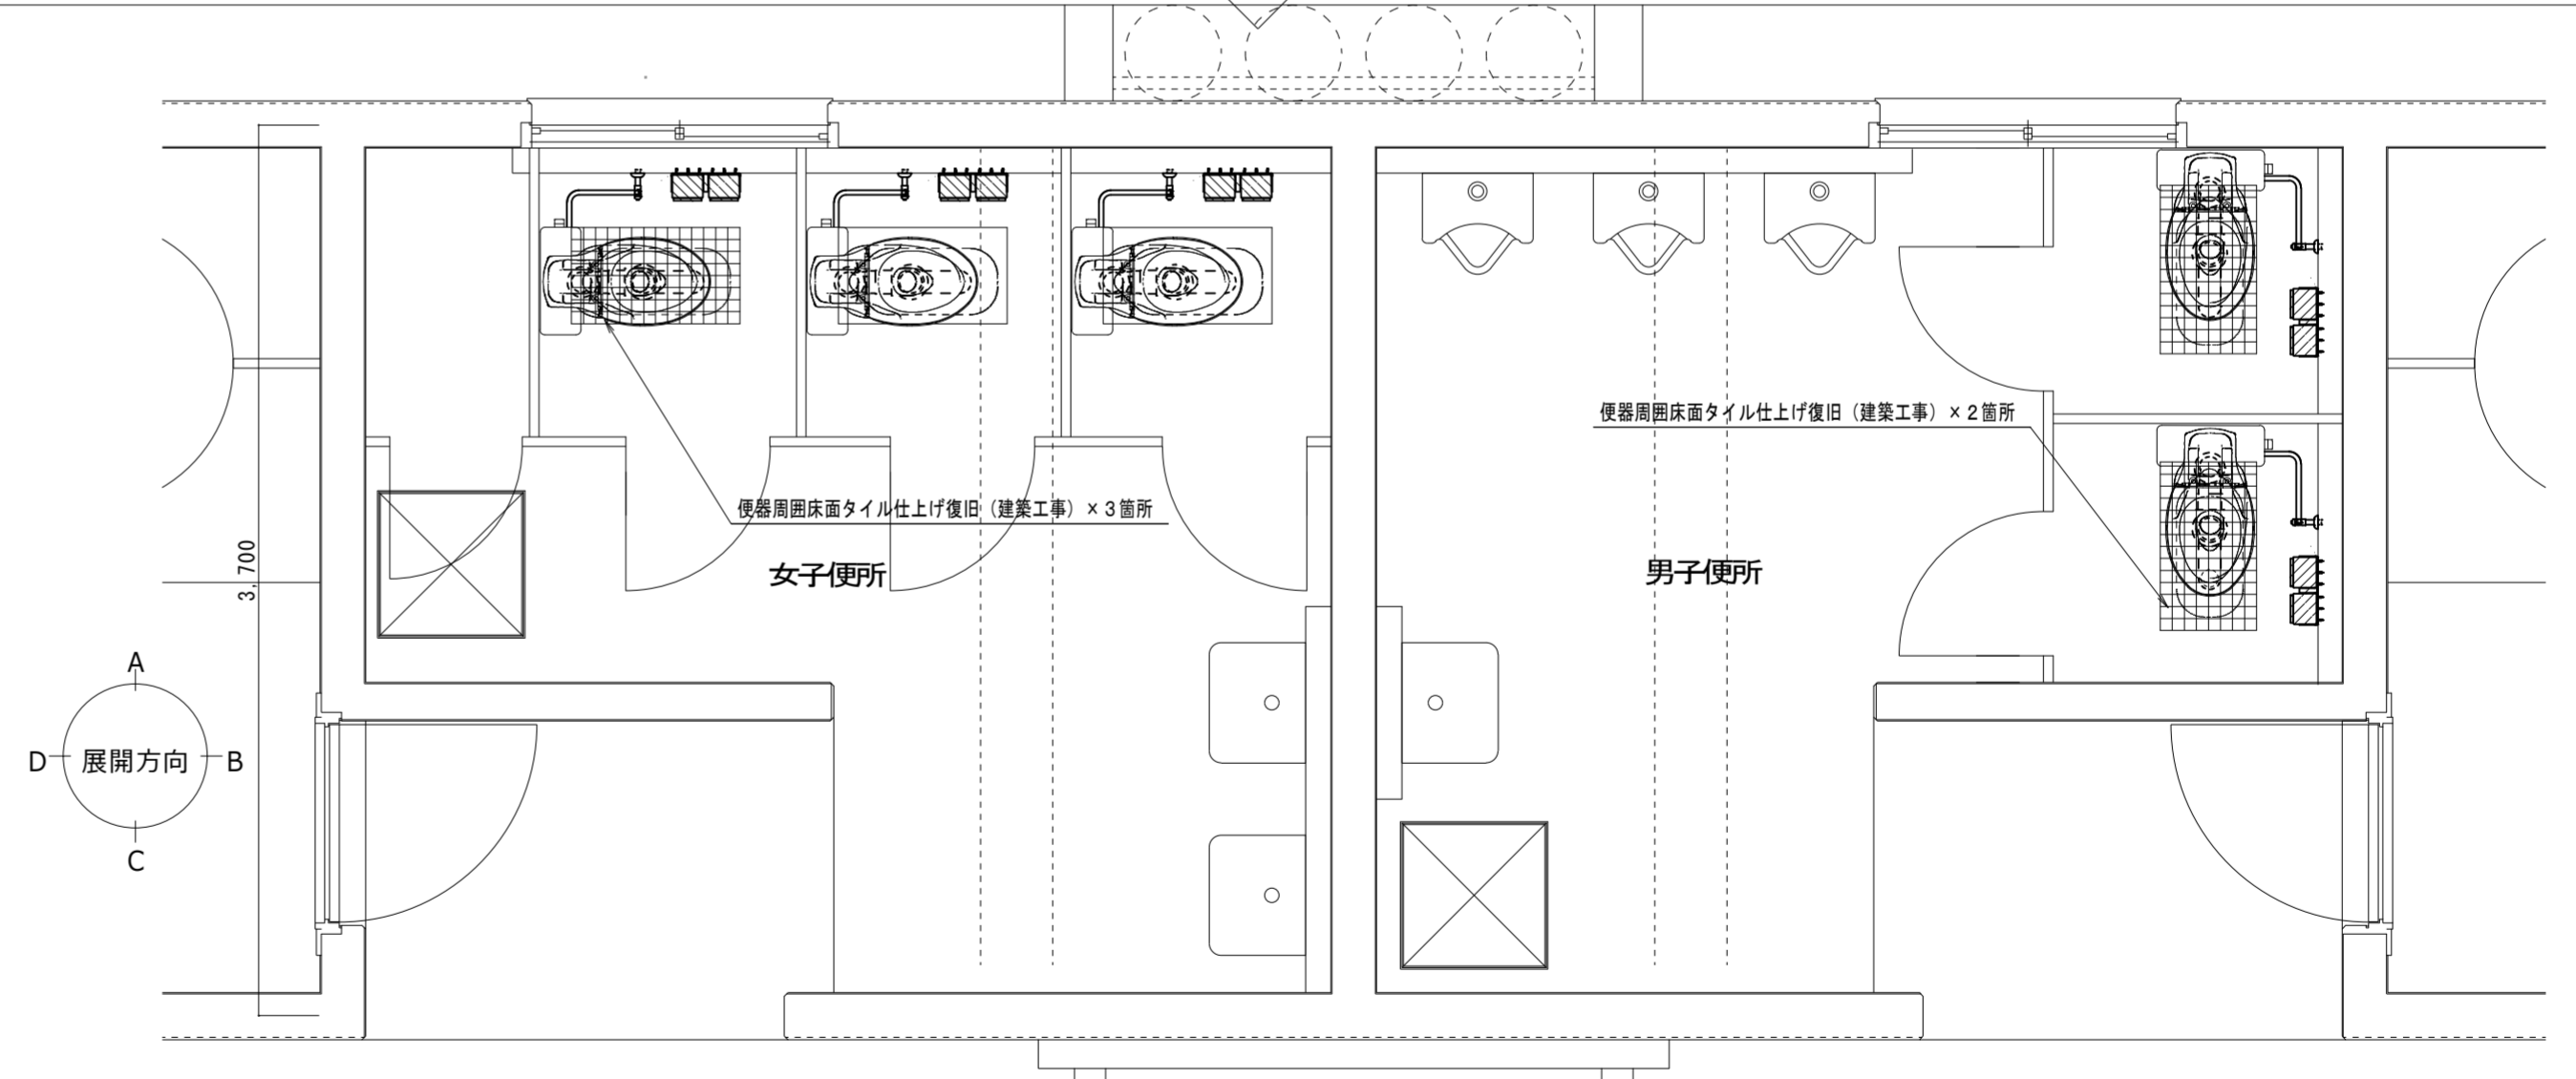 便器周囲床面タイル仕上げ復旧（建築工事）×２箇所
便器周囲床面タイル仕上げ復旧（建築工事）×３箇所
女子便所
男子便所
3,700
A
D 展開方向 B
C